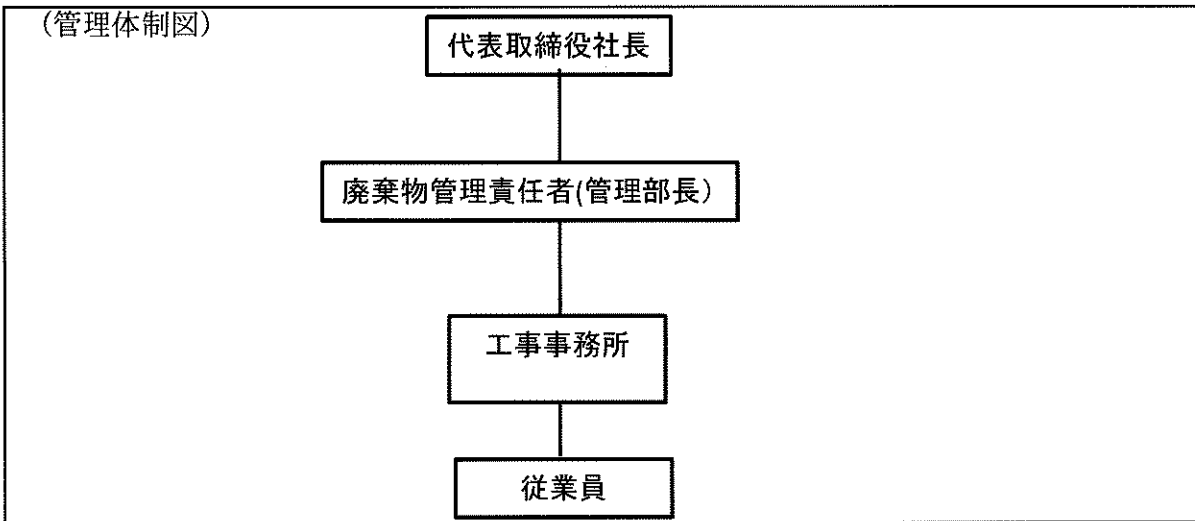 （管理体制図）
代表取締役社長
廃棄物管理責任者(管理部長）
工事事務所
従業員